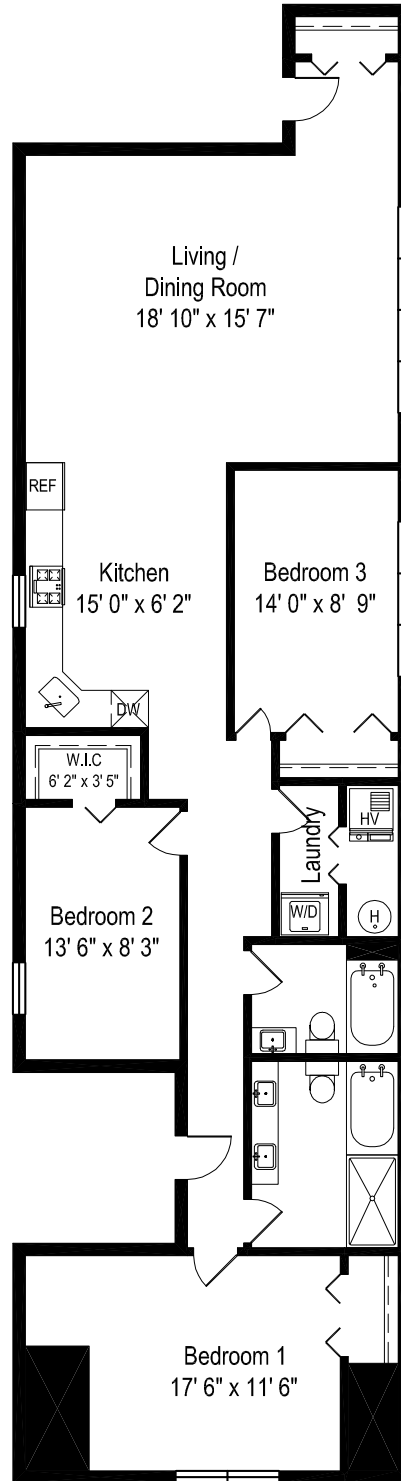 Living /
Dining Room
18' 10" x 15' 7"
REF
Kitchen
15' 0" x 6' 2"
Bedroom 3
14' 0" x 8' 9"
DW
W.I.C
6' 2" x 3' 5"
HV
Laundry
Bedroom 2
13' 6" x 8' 3"
W/D
H
Bedroom 1
17' 6" x 11' 6"